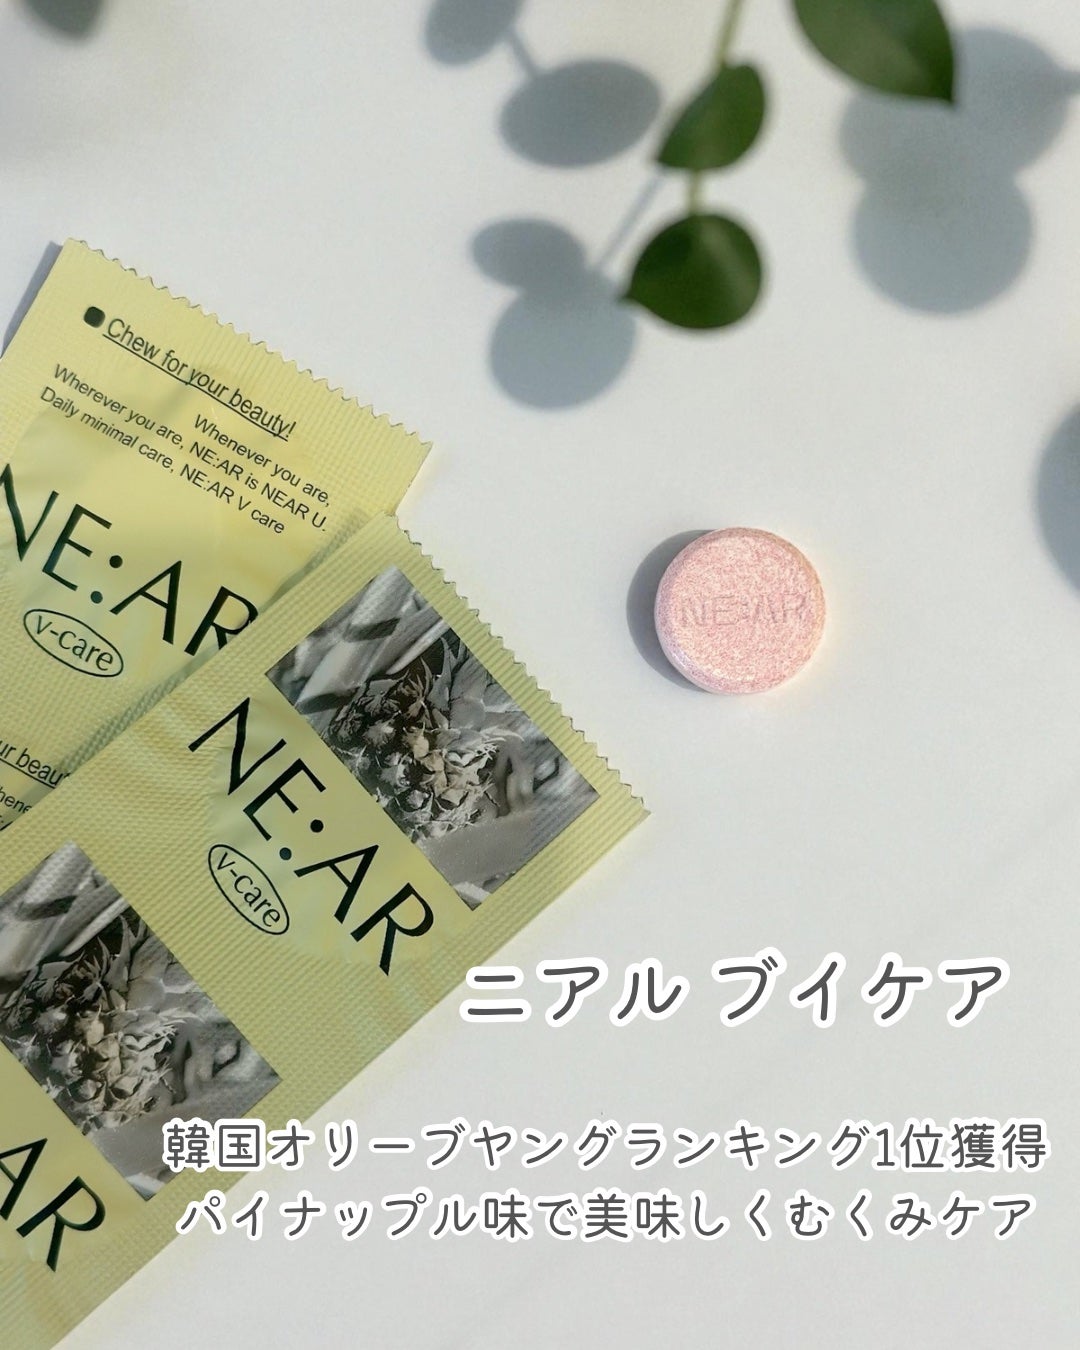 Chew for your beauty!
Whenever you are,
Wherever you are, NE:AR is NEAR U.
Daily minimal care, NE:AR V care
NE:AR
v-care
NE:AR
v-care
NE:AR
ニアル ブイケア
韓国オリーブヤングランキング1位獲得
パイナップル味で美味しくむくみケア
AR